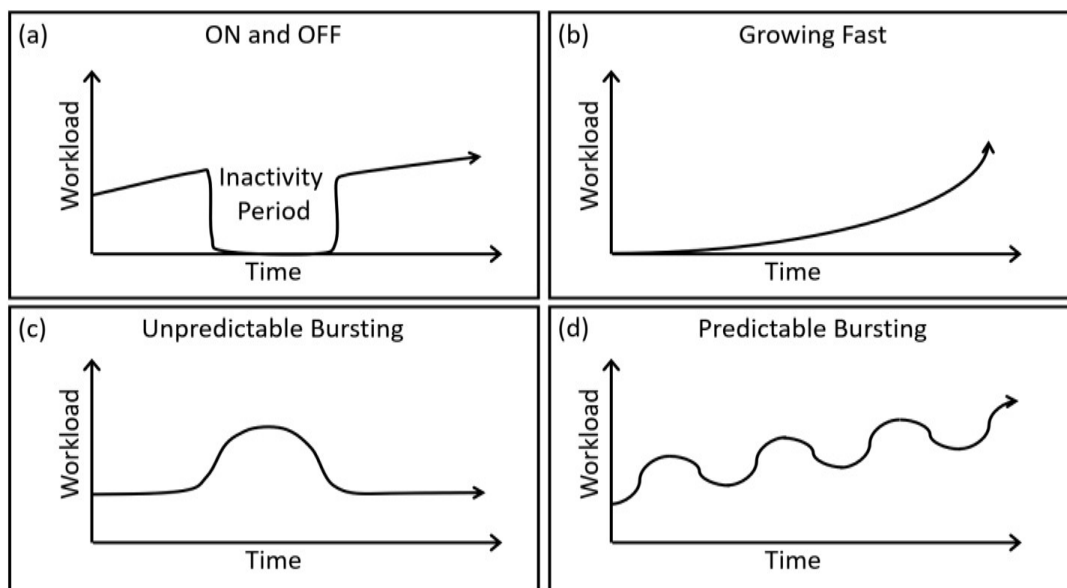 (a) ON and OFF
Workload
Inactivity
Period
Time
(b) Growing Fast
Workload
Time
(c) Unpredictable Bursting
Workload
Time
(d) Predictable Bursting
Workload
Time